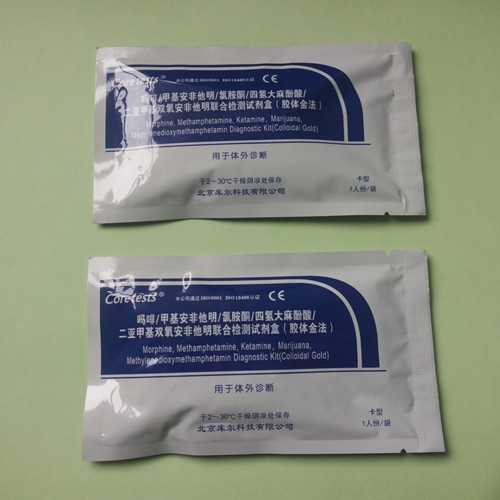 Coretests® 本公司通过ISO9001 ISO13485认证 CE
吗啡/甲基安非他明/氯胺酮/四氢大麻酚酸/
二亚甲基双氧安非他明联合检测试剂盒（胶体金法）
Morphine, Methamphetamine, Ketamine, Marijuana,
Methylenedioxymethamphetamin Diagnostic Kit(Colloidal Gold)
用于体外诊断
于2～30℃干燥阴凉处保存
北京库尔科技有限公司
卡型
1人份/袋
Coretests® 本公司通过ISO9001 ISO13485认证 CE
吗啡/甲基安非他明/氯胺酮/四氢大麻酚酸/
二亚甲基双氧安非他明联合检测试剂盒（胶体金法）
Morphine, Methamphetamine, Ketamine, Marijuana,
Methylenedioxymethamphetamin Diagnostic Kit(Colloidal Gold)
用于体外诊断
于2～30℃干燥阴凉处保存
北京库尔科技有限公司
卡型
1人份/袋